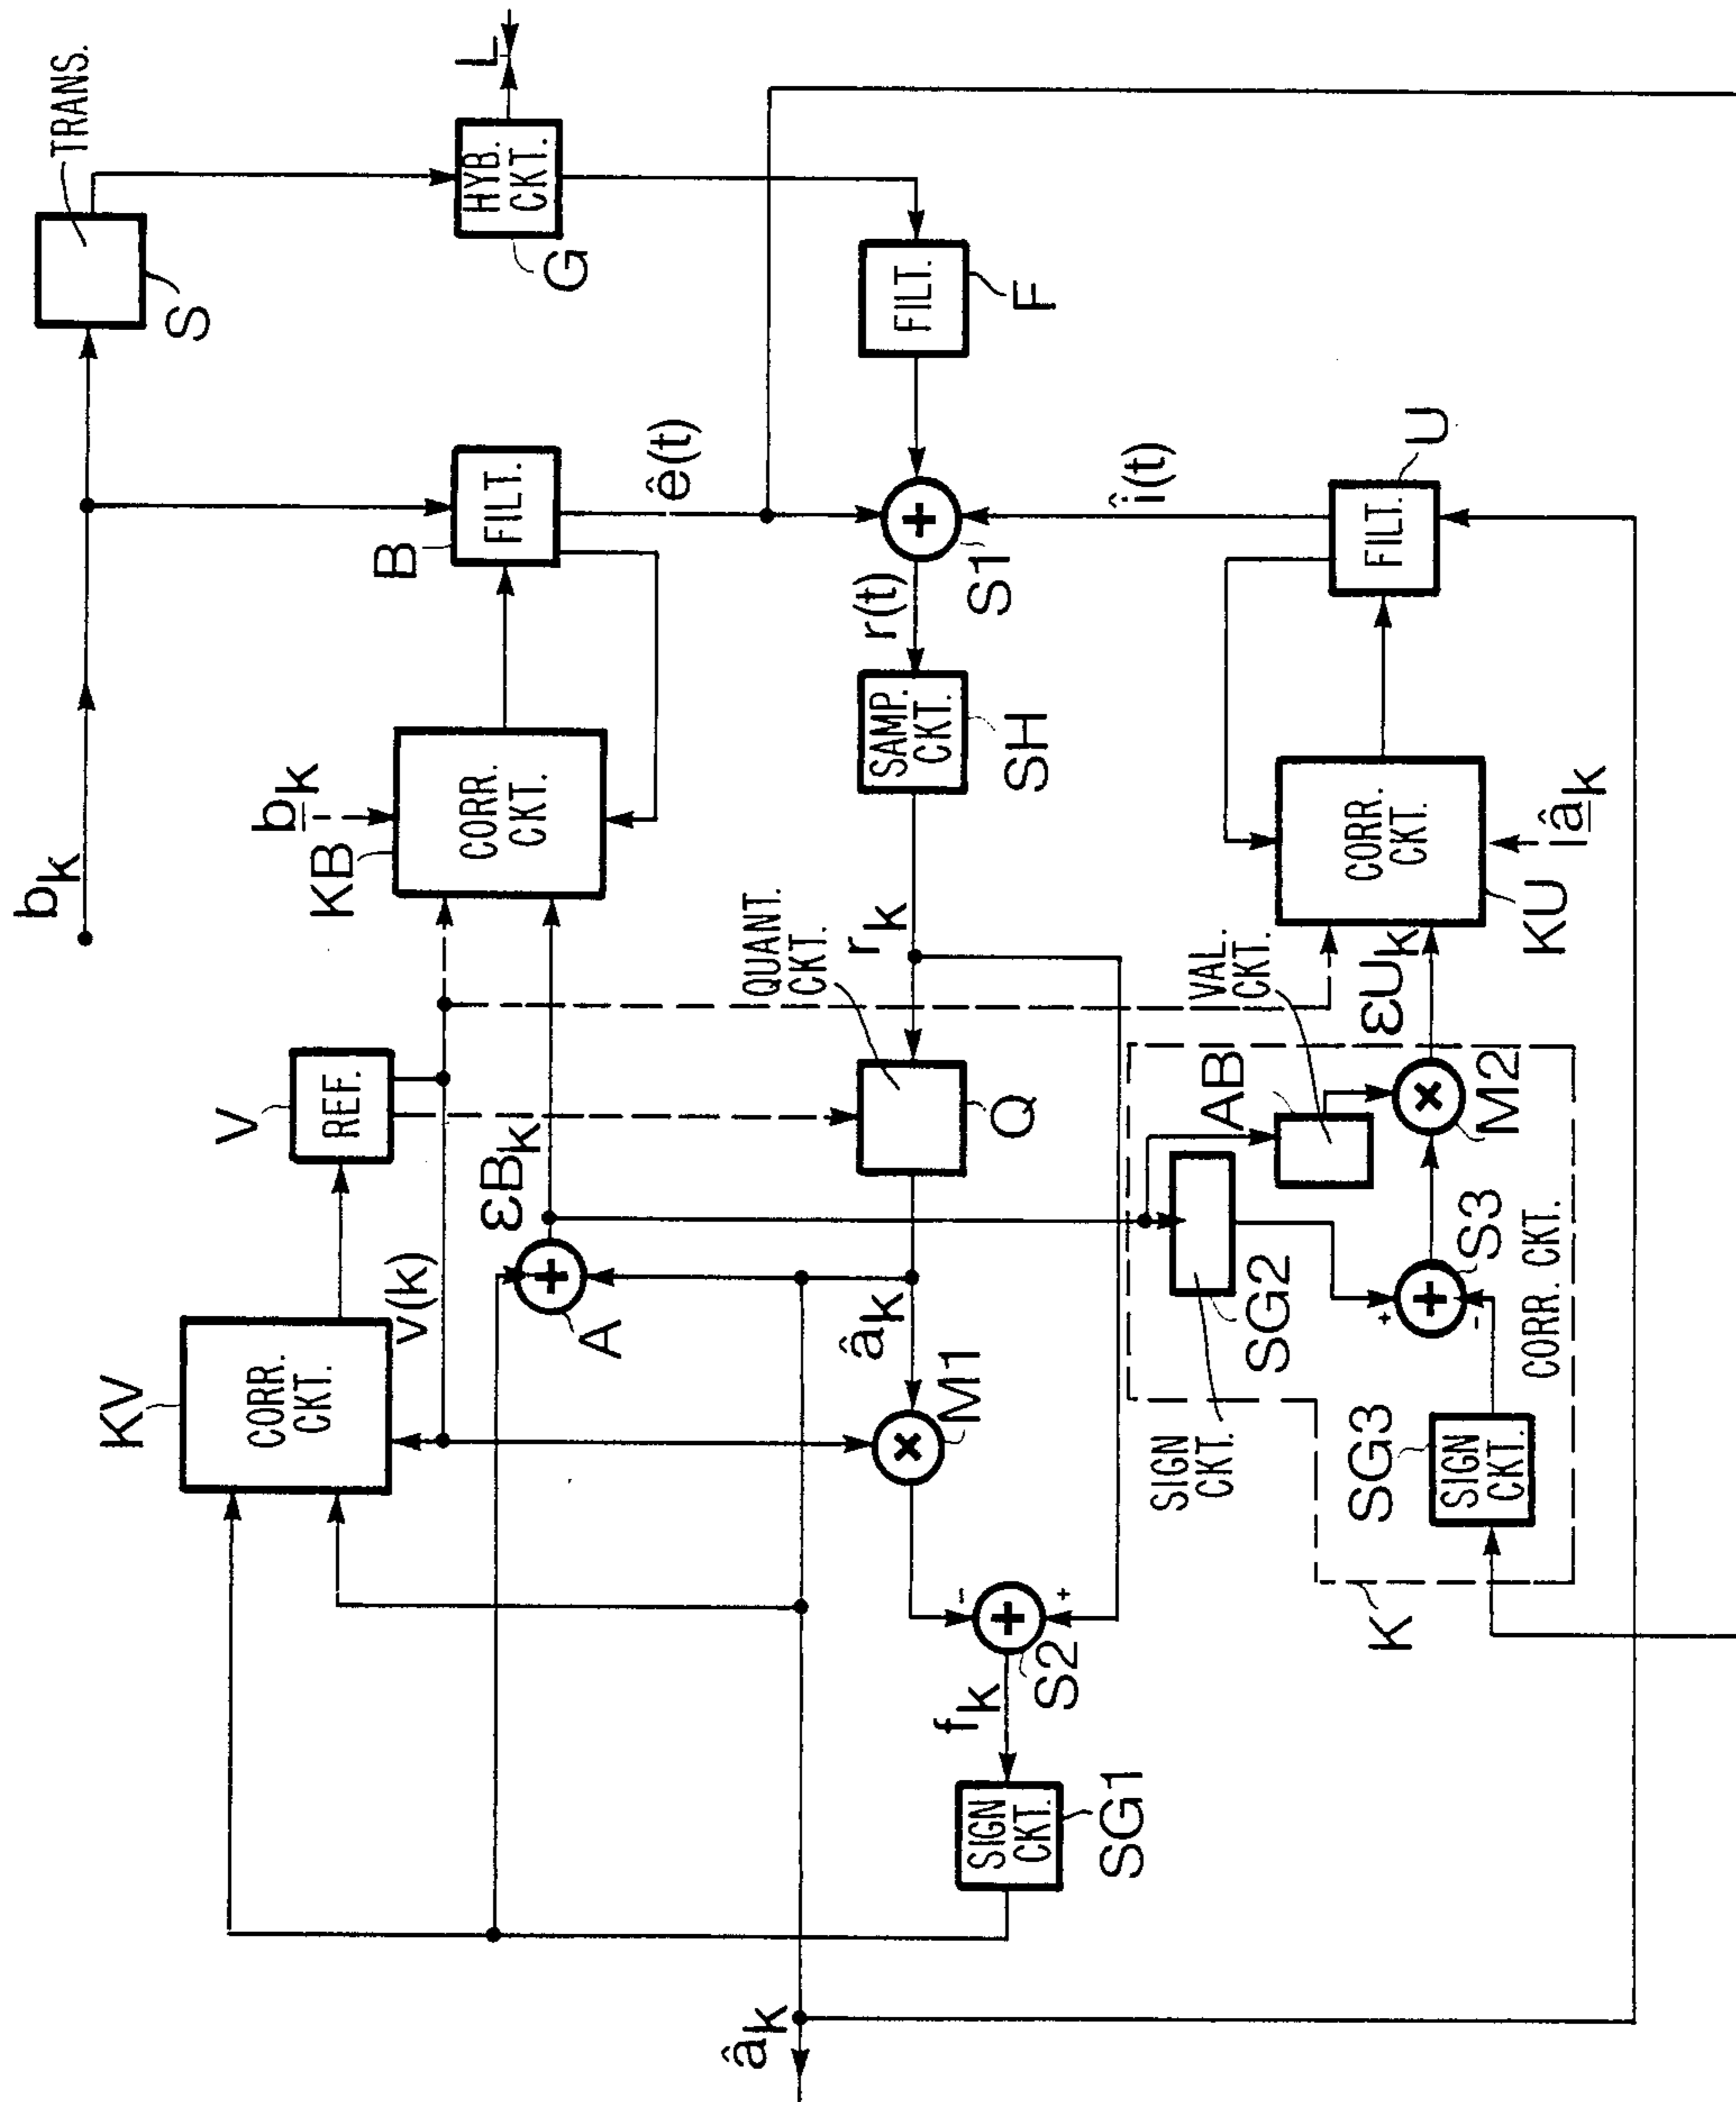 b_k
TRANS.
S
HYB.
CKT.
G
L
B
FILT.
ê(t)
b_k
KB
CORR.
CKT.
V
REF.
KV
CORR.
CKT.
v(k)
εB_k
A
FILT.
F
S1
r(t)
SAMP.
CKT.
SH
r_k
QUANT.
CKT.
Q
â_k
M1
×
+
-
+
S2
f_k
SIGN
CKT.
SG1
î(t)
FILT.
U
CORR.
CKT.
KU
â_k
εU_k
VAL.
CKT.
AB
M2
×
+
-
S3
SG2
SIGN
CKT.
SG3
SIGN
CKT.
CORR. CKT.
K
â_k